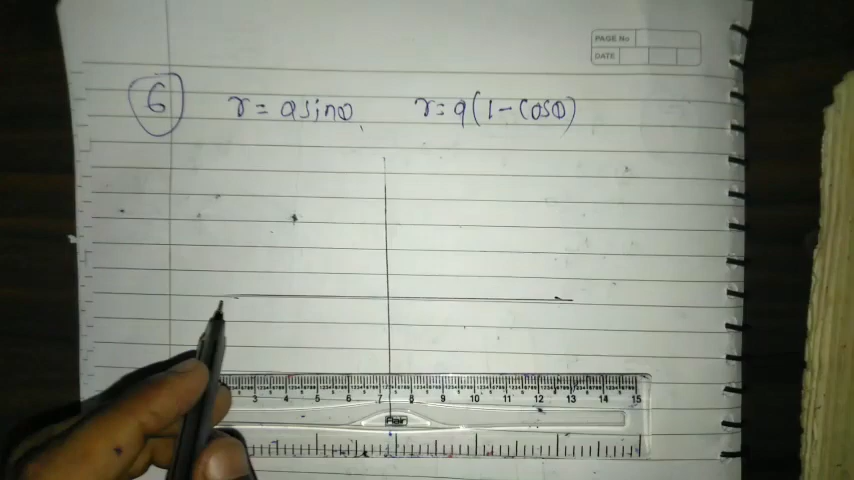 PAGE No
DATE
6 r = a sinθ, r = a(1 - cosθ)
3 4 5 6 7 8 9 10 11 12 13 14 15
Flair